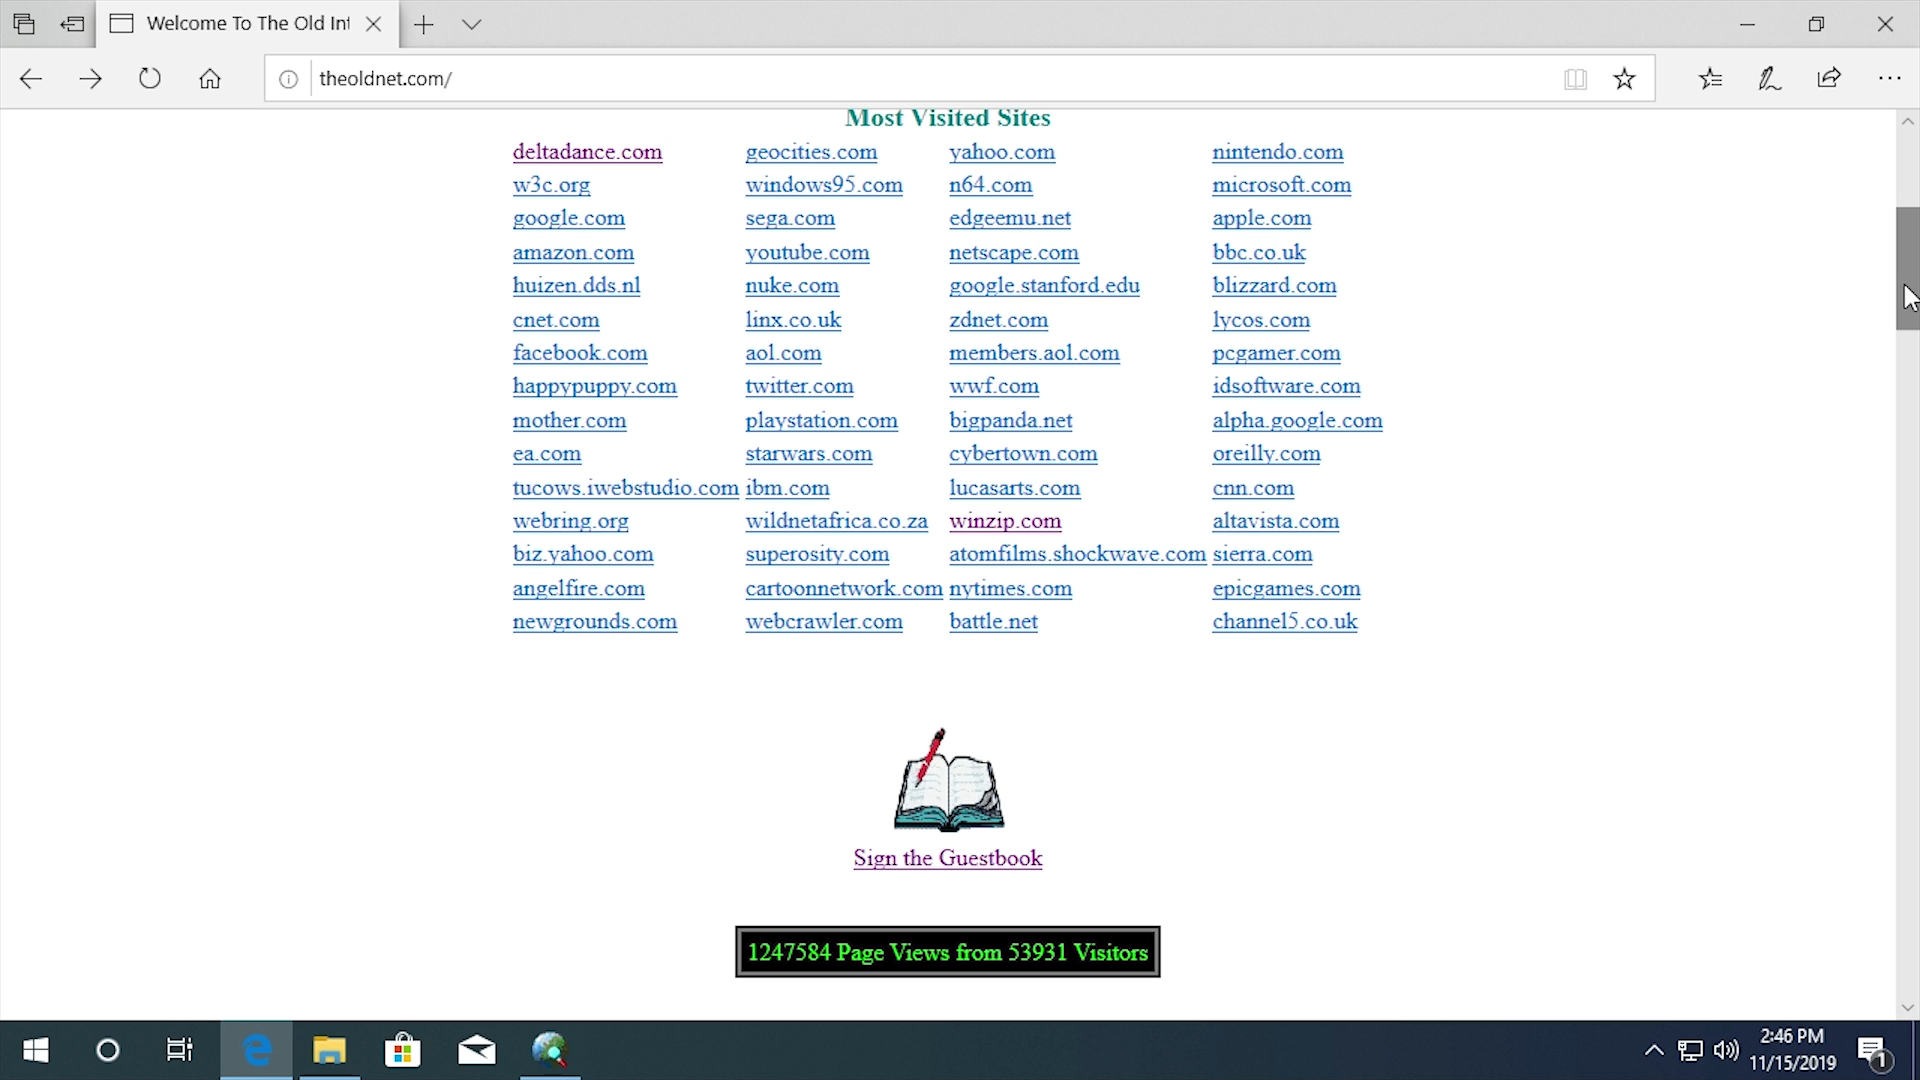 Welcome To The Old Int
theoldnet.com/
Most Visited Sites
deltadance.com geocities.com yahoo.com nintendo.com
w3c.org windows95.com n64.com microsoft.com
google.com sega.com edgeemu.net apple.com
amazon.com youtube.com netscape.com bbc.co.uk
huizen.dds.nl nuke.com google.stanford.edu blizzard.com
cnet.com linx.co.uk zdnet.com lycos.com
facebook.com aol.com members.aol.com pcgamer.com
happypuppy.com twitter.com wwf.com idsoftware.com
mother.com playstation.com bigpanda.net alpha.google.com
ea.com starwars.com cybertown.com oreilly.com
tucows.iwebstudio.com ibm.com lucasarts.com cnn.com
webring.org wildnetafrica.co.za winzip.com altavista.com
biz.yahoo.com superosity.com atomfilms.shockwave.com sierra.com
angelfire.com cartoonnetwork.com nytimes.com epicgames.com
newgrounds.com webcrawler.com battle.net channel5.co.uk
Sign the Guestbook
1247584 Page Views from 53931 Visitors
2:46 PM
11/15/2019
1